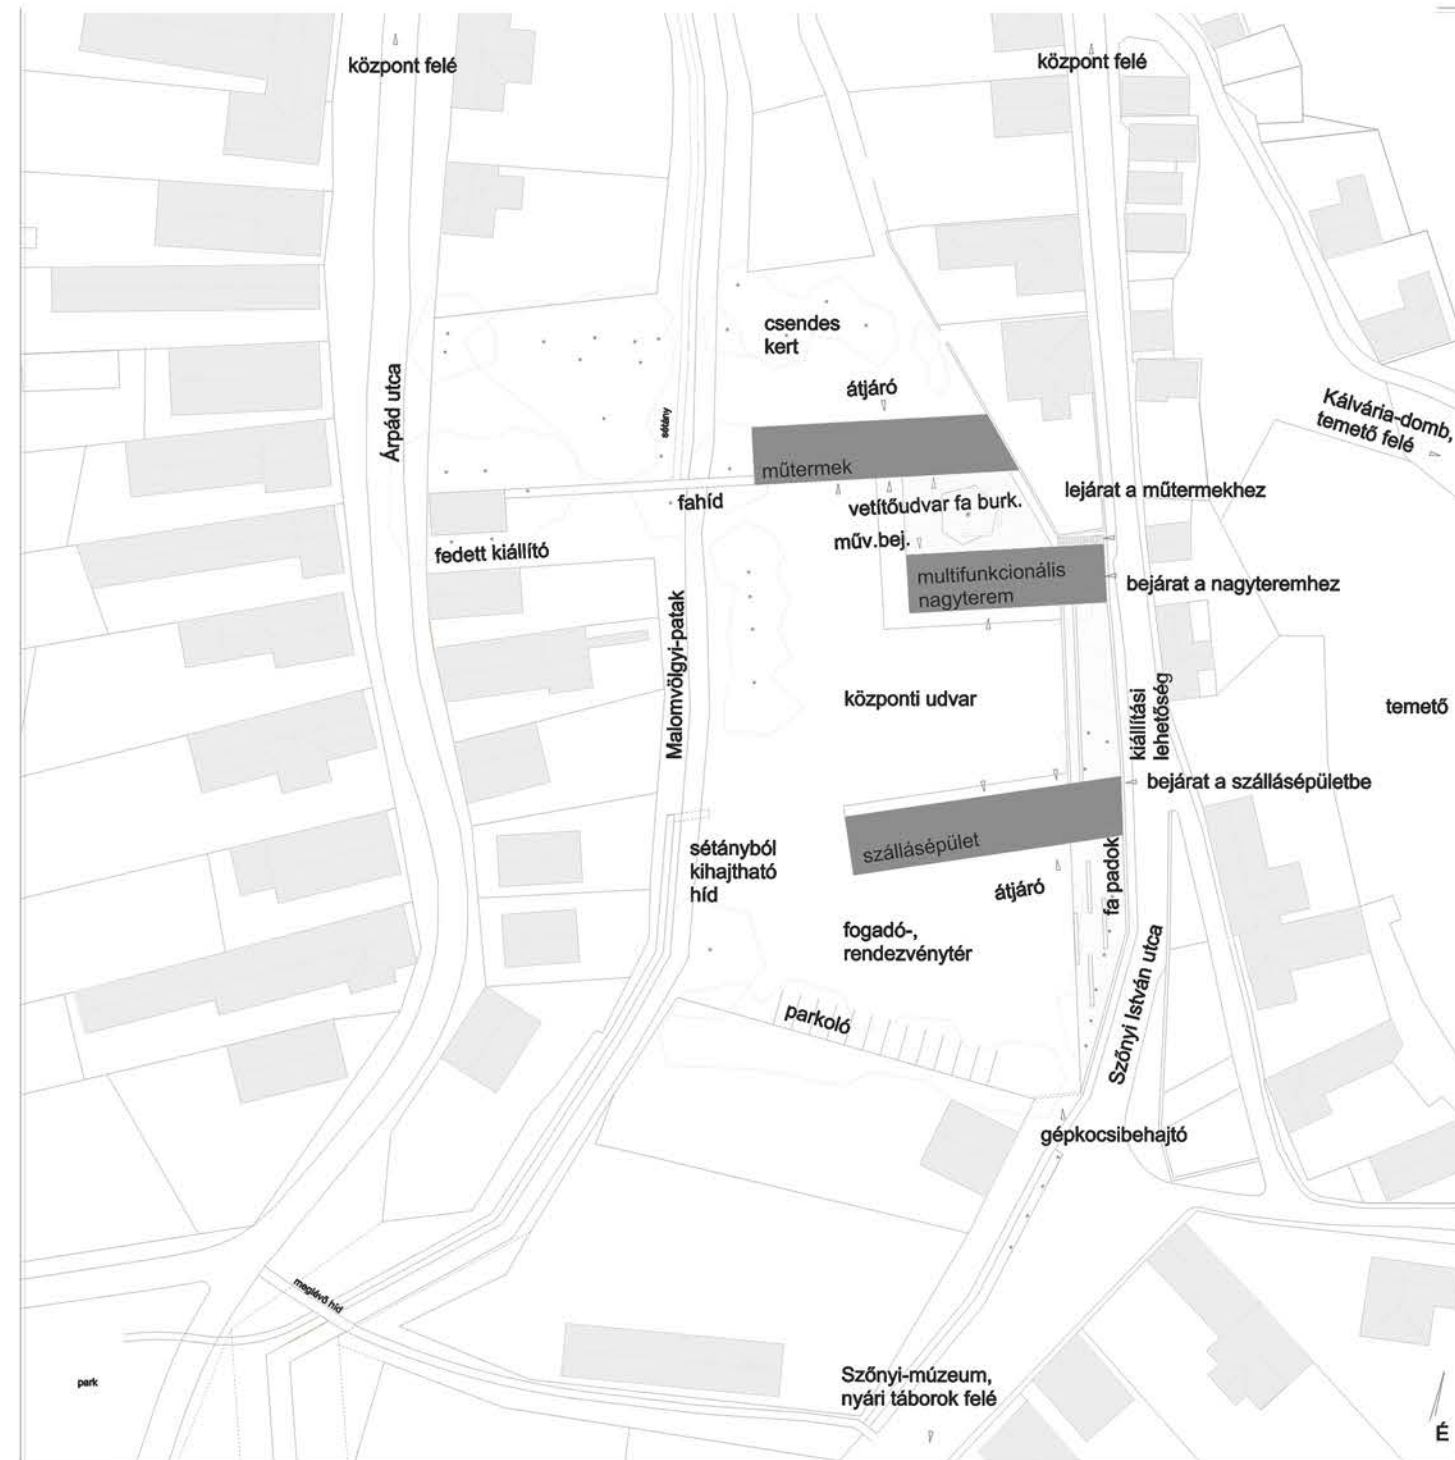 központ felé
központ felé
csendes
kert
Árpád utca
sétány
átjáró
Kálvária-domb,
temető felé
műtermek
fahíd
vetítőudvar fa burk.
lejárat a műtermekhez
fedett kiállító
műv.bej.
multifunkcionális
nagyterem
bejárat a nagyteremhez
Malomvölgyi-patak
központi udvar
kiállítási
lehetőség
temető
bejárat a szállásépületbe
szállásépület
sétányból
kihajtható
híd
átjáró
fa padok
fogadó-,
rendezvénytér
parkoló
Szőnyi István utca
gépkocsibehajtó
meglévő híd
park
Szőnyi-múzeum,
nyári táborok felé
É